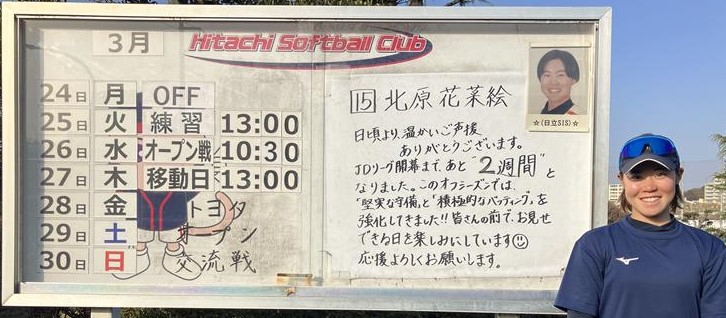 3月
Hitachi Softball Club
24日 月 OFF
25日 火 練習 13:00
26日 水 オープン戦 10:30
27日 木 移動日 13:00
28日 金 トヨタ
29日 土 オープン
30日 日 交流戦
15 北原 花菜絵
日頃より、温かいご声援
ありがとうございます。
JDリーグ開幕まで、あと"2週間"と
なりました。このオフシーズンでは、
"堅実な守備"と"積極的なバッティング"を
強化してきました!!皆さんの前で、お見せ
できる日を楽しみにしています☺
応援よろしくお願いします。
☆(日立SIS)☆